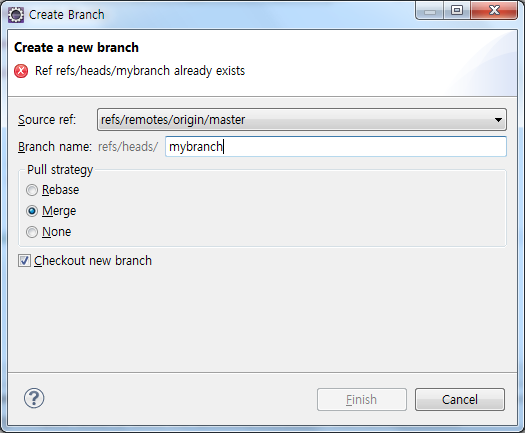 Create Branch
Create a new branch
Ref refs/heads/mybranch already exists
Source ref: refs/remotes/origin/master
Branch name: refs/heads/ mybranch
Pull strategy
Rebase
Merge
None
Checkout new branch
? Finish Cancel